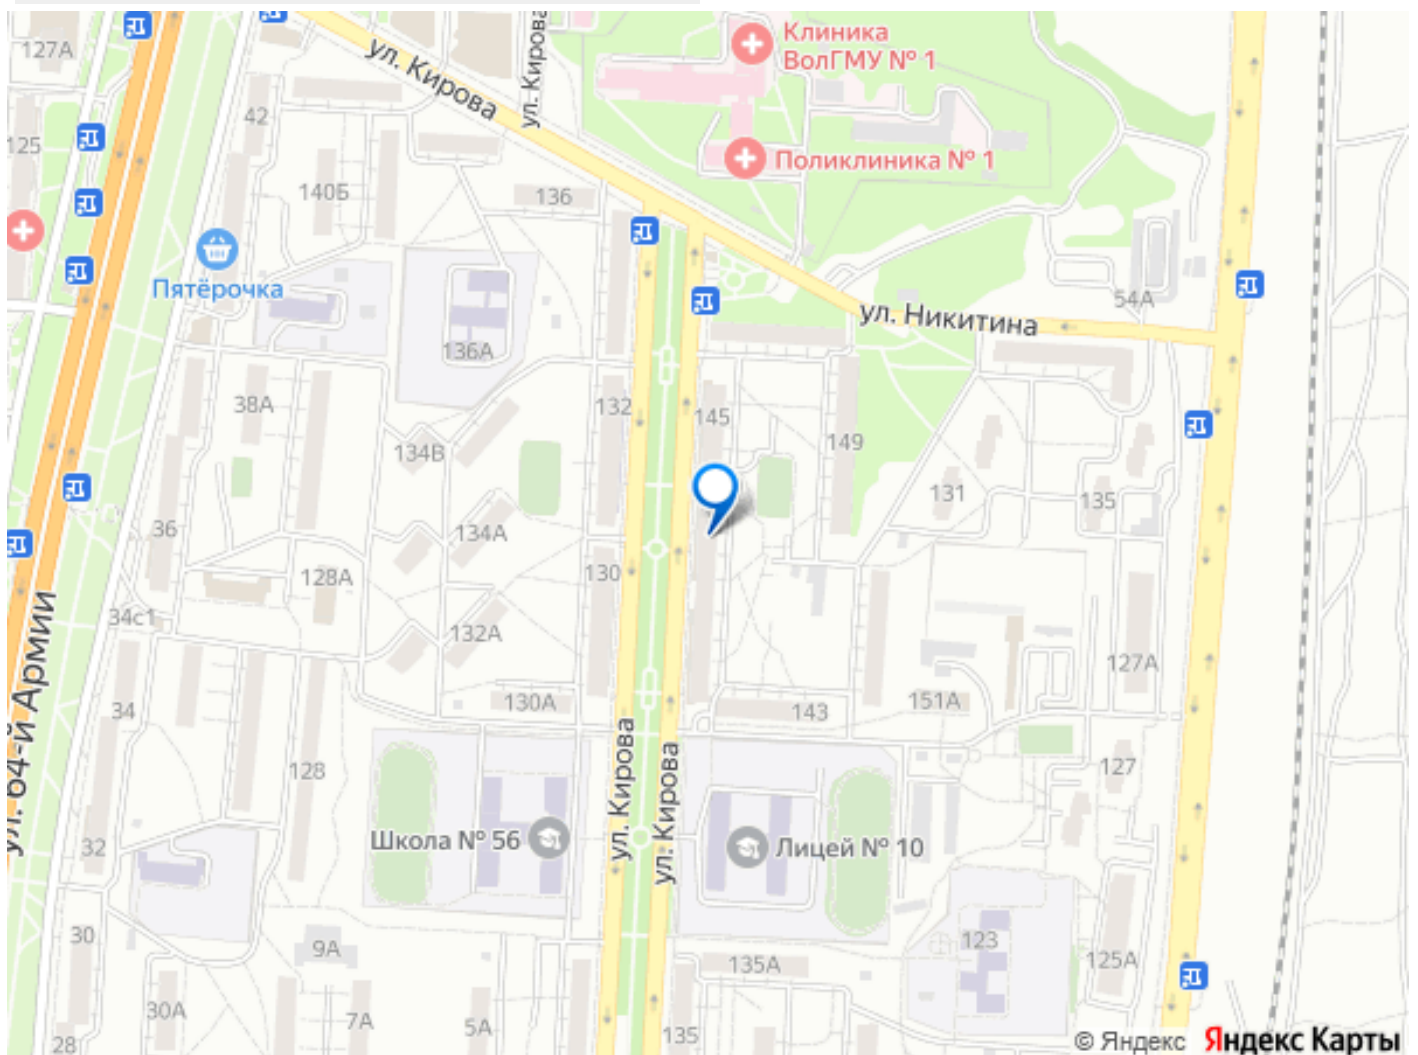 Клиника
ВолГМУ № 1
127А
ул. Кирова
ул. Кирова
42
125
Поликлиника № 1
140Б
136
Пятёрочка
54А
ул. Никитина
136А
38А
132
145
134В
149
131
135
36
134А
128А
130
34с1
132А
127А
ул. 64-й Армии
34
130А
143
151А
128
127
ул. Кирова
ул. Кирова
Школа № 56
Лицей № 10
32
30
9А
123
135А
125А
30А
7А
5А
135
28
© Яндекс Яндекс Карты